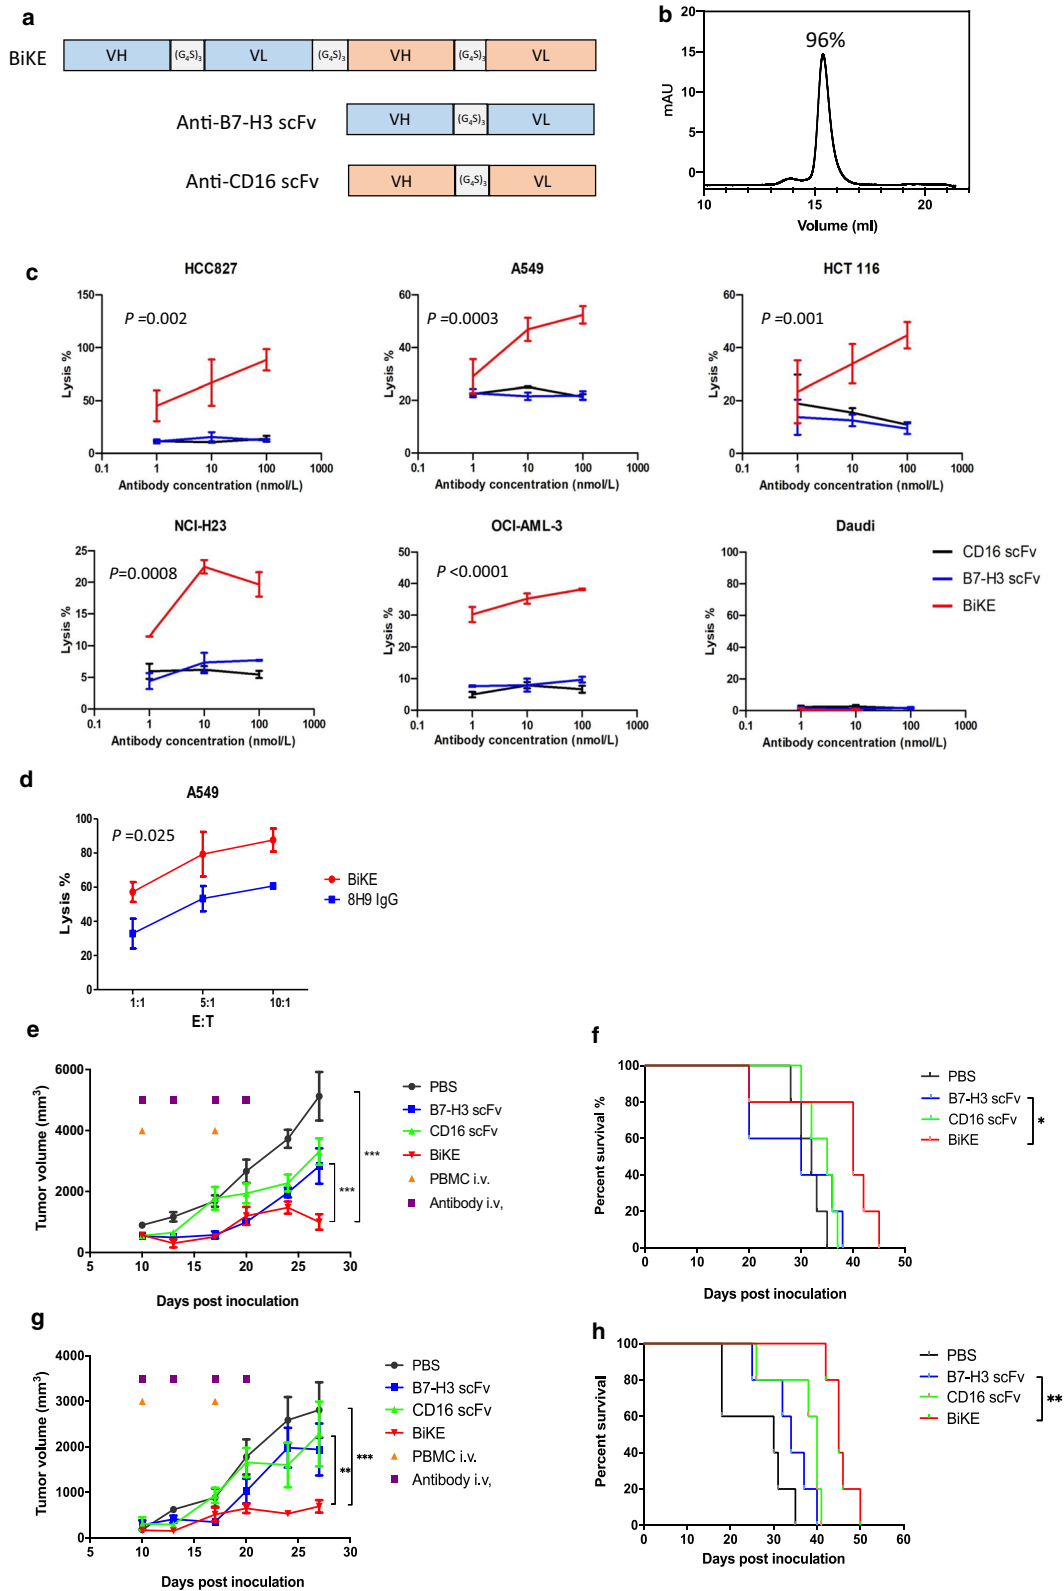 a
BiKE
VH
(G₄S)₃
VL
(G₄S)₃
VH
(G₄S)₃
VL
Anti-B7-H3 scFv
VH
(G₄S)₃
VL
Anti-CD16 scFv
VH
(G₄S)₃
VL
b
96%
mAU
20
15
10
5
0
10
15
20
Volume (ml)
c
HCC827
P =0.002
Lysis %
150
100
50
0
0.1
1
10
100
1000
Antibody concentration (nmol/L)
A549
P =0.0003
Lysis %
60
40
20
0
0.1
1
10
100
1000
Antibody concentration (nmol/L)
HCT 116
P =0.001
Lysis %
60
40
20
0
0.1
1
10
100
1000
Antibody concentration (nmol/L)
NCI-H23
P=0.0008
Lysis %
25
20
15
10
5
0
0.1
1
10
100
1000
Antibody concentration (nmol/L)
OCI-AML-3
P <0.0001
Lysis %
50
40
30
20
10
0
0.1
1
10
100
1000
Antibody concentration (nmol/L)
Daudi
Lysis %
100
80
60
40
20
0
0.1
1
10
100
1000
Antibody concentration (nmol/L)
CD16 scFv
B7-H3 scFv
BiKE
d
A549
P =0.025
Lysis %
100
80
60
40
20
0
1:1
5:1
10:1
E:T
BiKE
8H9 IgG
e
Tumor volume (mm³)
6000
4000
2000
0
5
10
15
20
25
30
Days post inoculation
***
***
PBS
B7-H3 scFv
CD16 scFv
BiKE
PBMC i.v.
Antibody i.v,
f
Percent survival %
100
80
60
40
20
0
0
10
20
30
40
50
Days post inoculation
PBS
B7-H3 scFv
CD16 scFv
BiKE
*
g
Tumor volume (mm³)
4000
3000
2000
1000
0
5
10
15
20
25
30
Days post inoculation
**
***
PBS
B7-H3 scFv
CD16 scFv
BiKE
PBMC i.v.
Antibody i.v,
h
Percent survival
100
80
60
40
20
0
0
10
20
30
40
50
60
Days post inoculation
PBS
B7-H3 scFv
CD16 scFv
BiKE
**